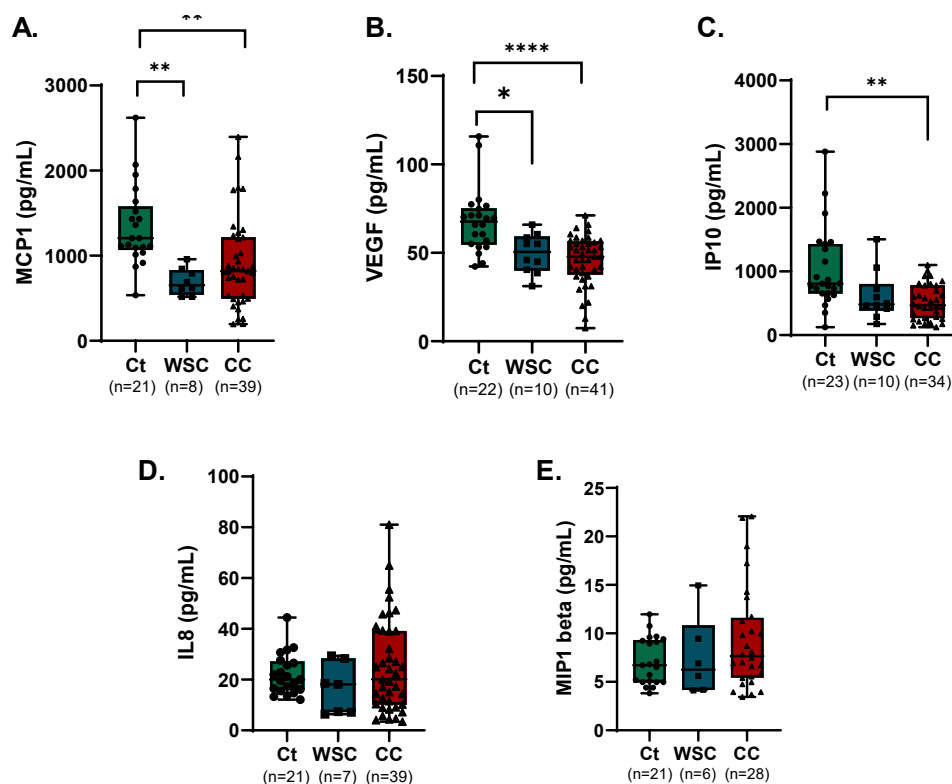 A.
**
**
MCP1 (pg/mL)
3000
2000
1000
0
Ct WSC CC
(n=21) (n=8) (n=39)
B.
****
*
VEGF (pg/mL)
150
100
50
0
Ct WSC CC
(n=22) (n=10) (n=41)
C.
**
IP10 (pg/mL)
4000
3000
2000
1000
0
Ct WSC CC
(n=23) (n=10) (n=34)
D.
IL8 (pg/mL)
100
80
60
40
20
0
Ct WSC CC
(n=21) (n=7) (n=39)
E.
MIP1 beta (pg/mL)
25
20
15
10
5
0
Ct WSC CC
(n=21) (n=6) (n=28)